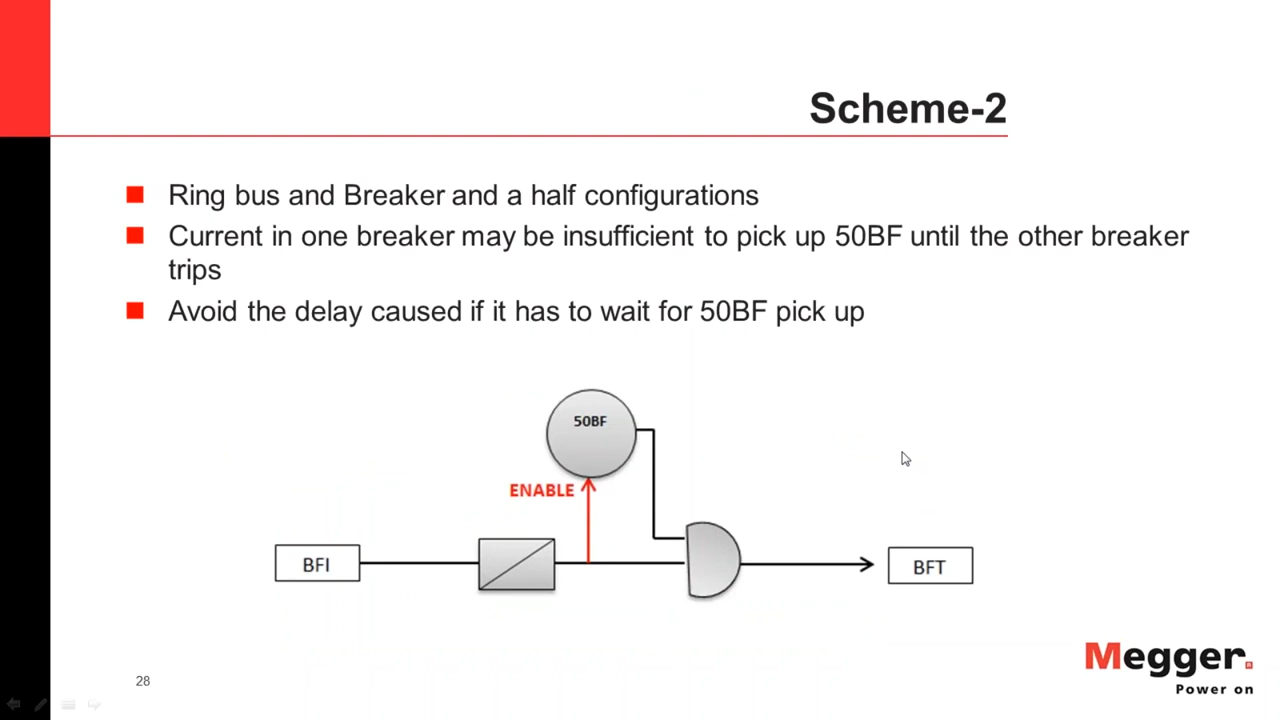 Scheme-2
Ring bus and Breaker and a half configurations
Current in one breaker may be insufficient to pick up 50BF until the other breaker
trips
Avoid the delay caused if it has to wait for 50BF pick up
50BF
ENABLE
BFI
BFT
Megger
Power on
28